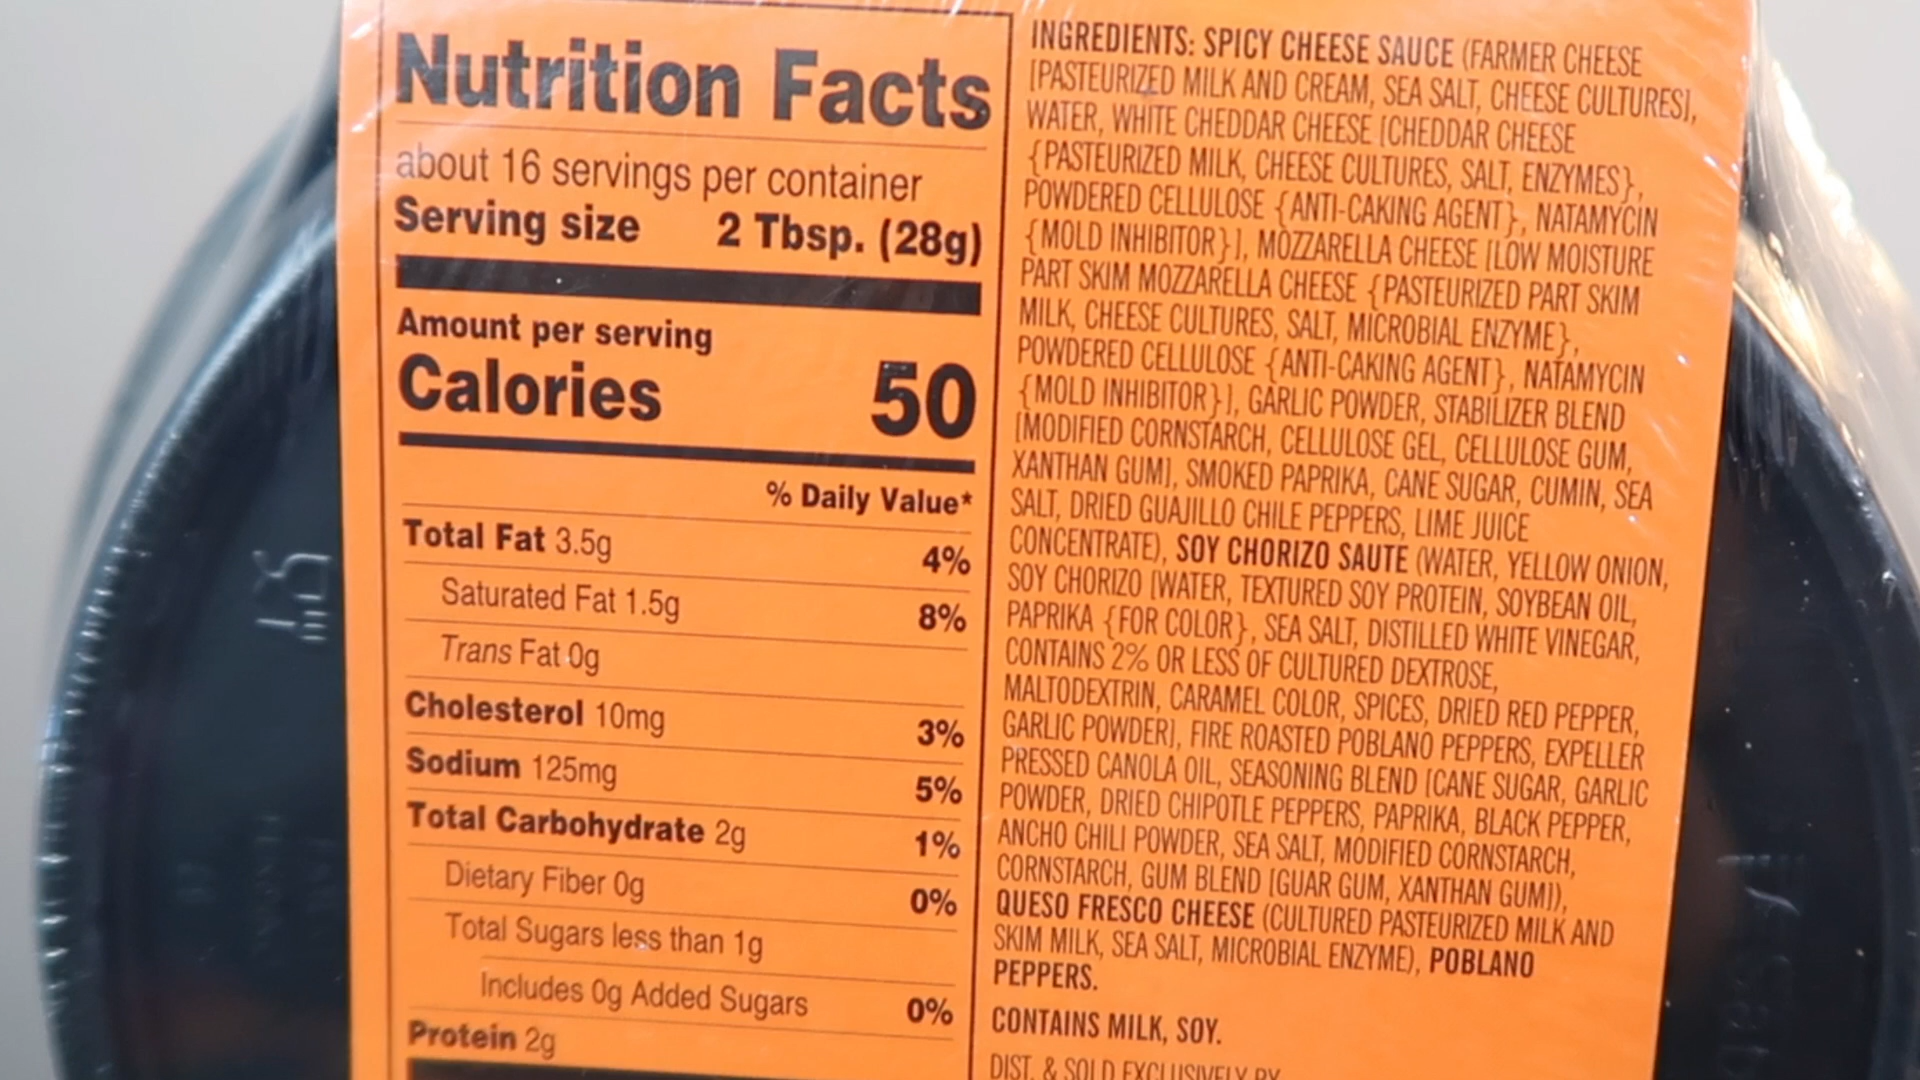 Nutrition Facts
about 16 servings per container
Serving size 2 Tbsp. (28g)
Amount per serving
Calories 50
% Daily Value*
Total Fat 3.5g 4%
Saturated Fat 1.5g 8%
Trans Fat 0g
Cholesterol 10mg 3%
Sodium 125mg 5%
Total Carbohydrate 2g 1%
Dietary Fiber 0g 0%
Total Sugars less than 1g
Includes 0g Added Sugars 0%
Protein 2g
INGREDIENTS: SPICY CHEESE SAUCE (FARMER CHEESE
[PASTEURIZED MILK AND CREAM, SEA SALT, CHEESE CULTURES],
WATER, WHITE CHEDDAR CHEESE [CHEDDAR CHEESE
{PASTEURIZED MILK, CHEESE CULTURES, SALT, ENZYMES},
POWDERED CELLULOSE {ANTI-CAKING AGENT}, NATAMYCIN
{MOLD INHIBITOR}], MOZZARELLA CHEESE [LOW MOISTURE
PART SKIM MOZZARELLA CHEESE {PASTEURIZED PART SKIM
MILK, CHEESE CULTURES, SALT, MICROBIAL ENZYME},
POWDERED CELLULOSE {ANTI-CAKING AGENT}, NATAMYCIN
{MOLD INHIBITOR}], GARLIC POWDER, STABILIZER BLEND
[MODIFIED CORNSTARCH, CELLULOSE GEL, CELLULOSE GUM,
XANTHAN GUM], SMOKED PAPRIKA, CANE SUGAR, CUMIN, SEA
SALT, DRIED GUAJILLO CHILE PEPPERS, LIME JUICE
CONCENTRATE), SOY CHORIZO SAUTE (WATER, YELLOW ONION,
SOY CHORIZO [WATER, TEXTURED SOY PROTEIN, SOYBEAN OIL,
PAPRIKA {FOR COLOR}, SEA SALT, DISTILLED WHITE VINEGAR,
CONTAINS 2% OR LESS OF CULTURED DEXTROSE,
MALTODEXTRIN, CARAMEL COLOR, SPICES, DRIED RED PEPPER,
GARLIC POWDER], FIRE ROASTED POBLANO PEPPERS, EXPELLER
PRESSED CANOLA OIL, SEASONING BLEND [CANE SUGAR, GARLIC
POWDER, DRIED CHIPOTLE PEPPERS, PAPRIKA, BLACK PEPPER,
ANCHO CHILI POWDER, SEA SALT, MODIFIED CORNSTARCH,
CORNSTARCH, GUM BLEND [GUAR GUM, XANTHAN GUM]),
QUESO FRESCO CHEESE (CULTURED PASTEURIZED MILK AND
SKIM MILK, SEA SALT, MICROBIAL ENZYME), POBLANO
PEPPERS.
CONTAINS MILK, SOY.
DIST. & SOLD EXCLUSIVELY BY